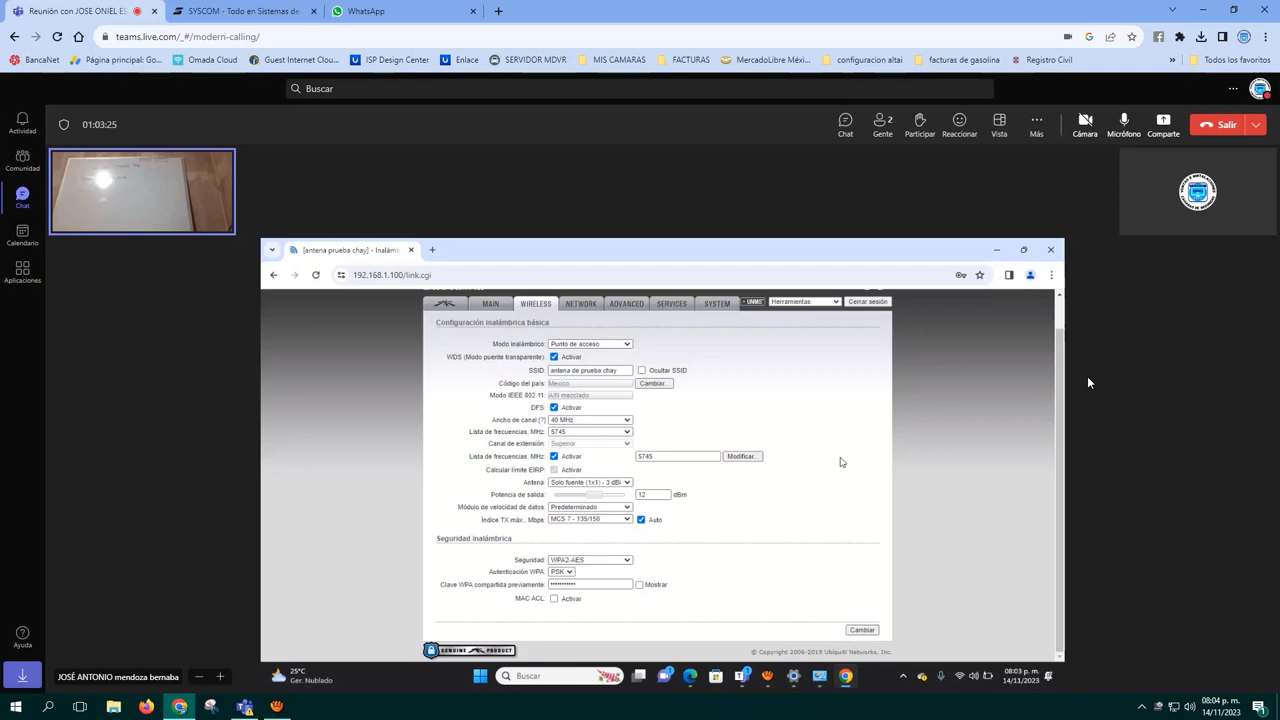 Reunión con JOSE ONIEL ES
SYSCOM - Todo en Sistemas de
WhatsApp
teams.live.com/_#/modern-calling/
BancaNet
Página principal: Go...
Omada Cloud
Guest Internet Clou...
ISP Design Center
Enlace
SERVIDOR MDVR
MIS CAMARAS
FACTURAS
MercadoLibre Méxi...
configuracion altai
facturas de gasolina
Registro Civil
Todos los favoritos
Buscar
01:03:25
Chat
Gente 2
Participar
Reaccionar
Vista
Más
Cámara
Micrófono
Comparte
Salir
Actividad
Comunidad
Chat
Calendario
Aplicaciones
Ayuda
[antena prueba chay] - Inalámb
192.168.1.100/link.cgi
MAIN
WIRELESS
NETWORK
ADVANCED
SERVICES
SYSTEM
UNMS
Herramientas
Cerrar sesión
Configuración inalámbrica básica
Modo inalámbrico: Punto de acceso
WDS (Modo puente transparente): Activar
SSID: antena de prueba chay Ocultar SSID
Código del país: Mexico Cambiar...
Modo IEEE 802.11: A/N mezclado
DFS: Activar
Ancho de canal:[?] 40 MHz
Lista de frecuencias, MHz: 5745
Canal de extensión: Superior
Lista de frecuencias, MHz: Activar 5745 Modificar...
Calcular límite EIRP: Activar
Antena: Solo fuente (1x1) - 3 dBi
Potencia de salida: 12 dBm
Módulo de velocidad de datos: Predeterminado
Índice TX máx., Mbps: MCS 7 - 135/150 Auto
Seguridad inalámbrica
Seguridad: WPA2-AES
Autenticación WPA: PSK
Clave WPA compartida previamente: ••••••••••• Mostrar
MAC ACL: Activar
Cambiar
GENUINE PRODUCT
© Copyright 2006-2019 Ubiquiti Networks, Inc.
JOSÉ ANTONIO mendoza bernaba
25°C
Ger. Nublado
Buscar
08:03 p. m.
14/11/2023
08:04 p. m.
14/11/2023